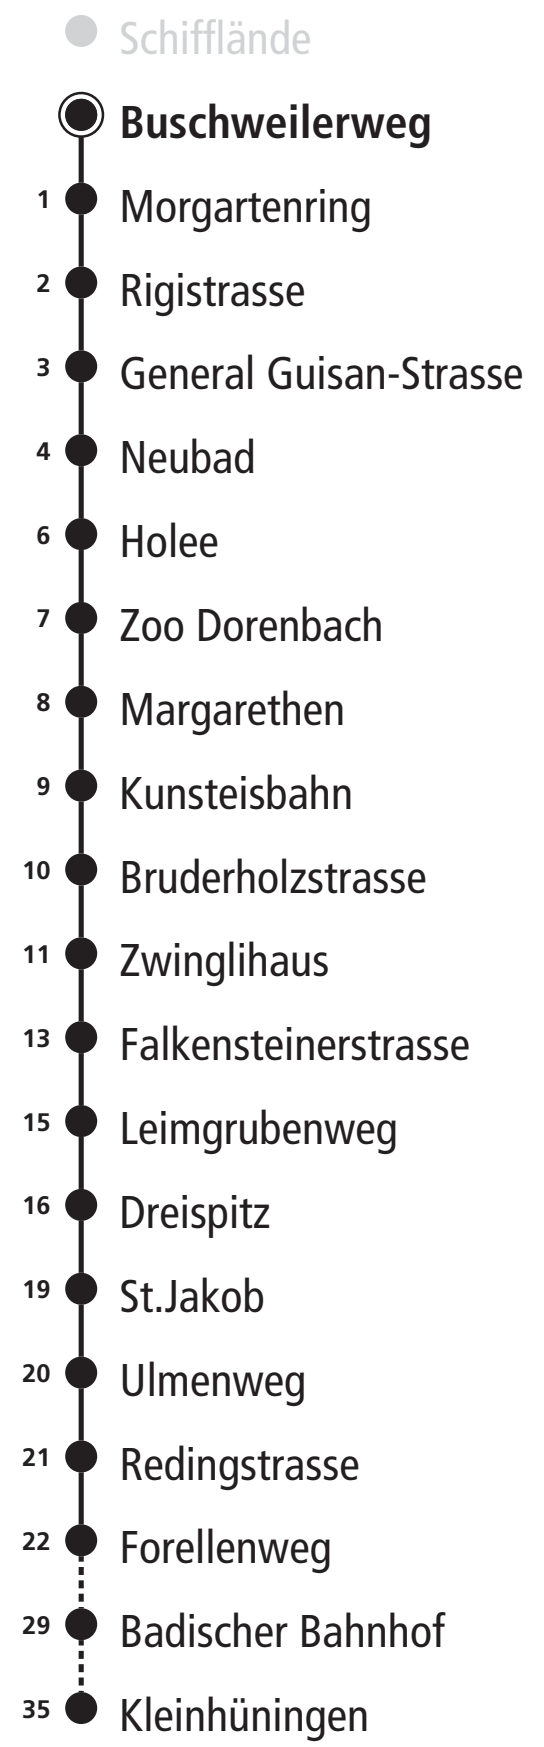 Schifflände
Buschweilerweg
1 Morgartenring
2 Rigistrasse
3 General Guisan-Strasse
4 Neubad
6 Holee
7 Zoo Dorenbach
8 Margarethen
9 Kunsteisbahn
10 Bruderholzstrasse
11 Zwinglihaus
13 Falkensteinerstrasse
15 Leimgrubenweg
16 Dreispitz
19 St.Jakob
20 Ulmenweg
21 Redingstrasse
22 Forellenweg
29 Badischer Bahnhof
35 Kleinhüningen